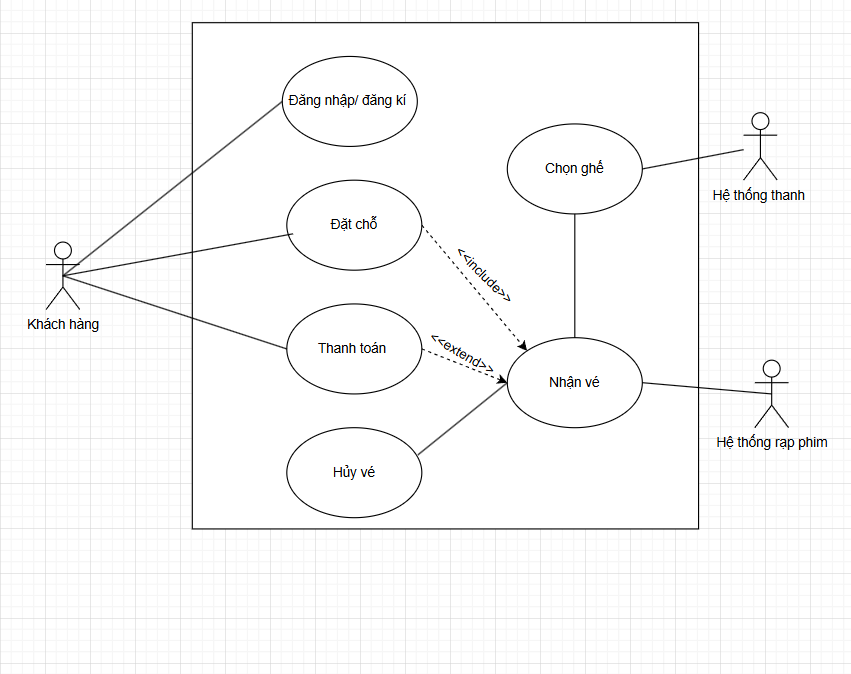 Đăng nhập/ đăng kí
Chọn ghế
Hệ thống thanh
Đặt chỗ
<<include>>
Khách hàng
Thanh toán
<<extend>>
Nhận vé
Hệ thống rạp phim
Hủy vé